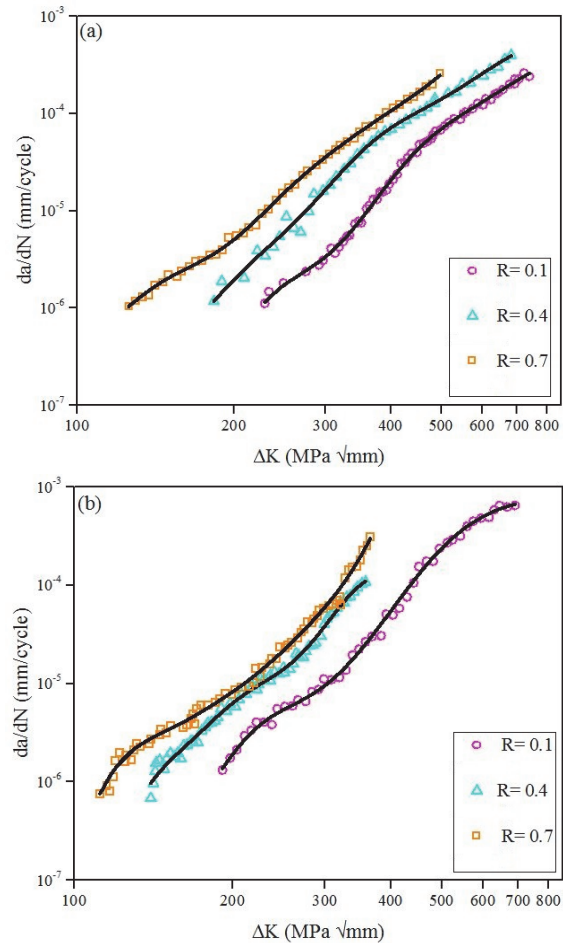 (a)
da/dN (mm/cycle)
10-3
10-4
10-5
10-6
10-7
R= 0.1
R= 0.4
R= 0.7
100 200 300 400 500 600 700 800
ΔK (MPa √mm)
(b)
da/dN (mm/cycle)
10-3
10-4
10-5
10-6
10-7
R= 0.1
R= 0.4
R= 0.7
100 200 300 400 500 600 700 800
ΔK (MPa √mm)